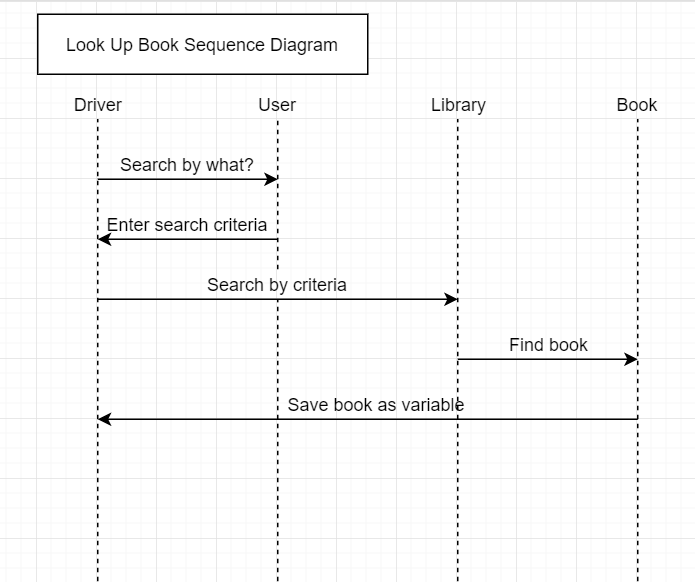 Look Up Book Sequence Diagram
Driver User Library Book
Search by what?
Enter search criteria
Search by criteria
Find book
Save book as variable